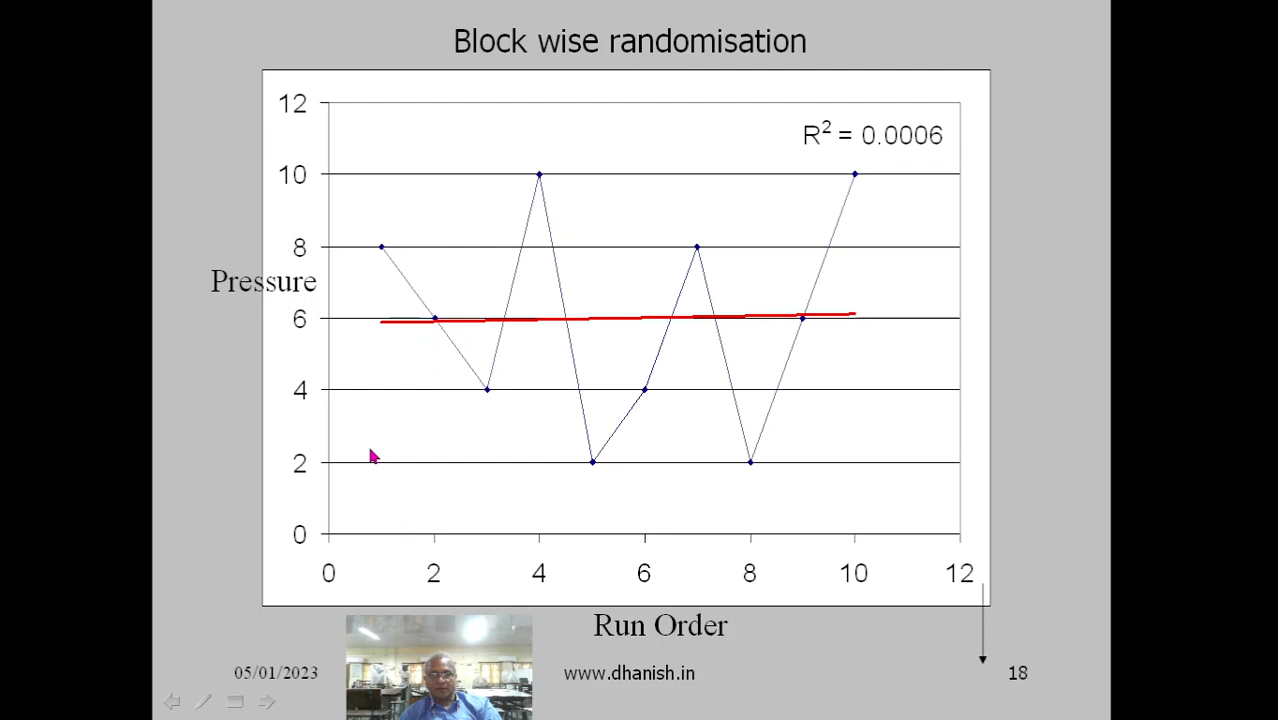 Block wise randomisation
R² = 0.0006
12
10
8
6
4
2
0
Pressure
0 2 4 6 8 10 12
Run Order
05/01/2023 www.dhanish.in 18